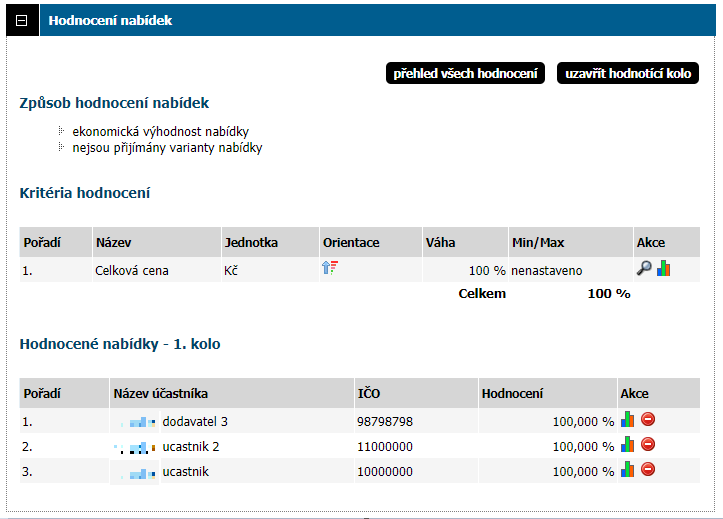 Hodnocení nabídek
přehled všech hodnocení uzavřít hodnotící kolo
Způsob hodnocení nabídek
ekonomická výhodnost nabídky
nejsou přijímány varianty nabídky
Kritéria hodnocení
Pořadí Název Jednotka Orientace Váha Min/Max Akce
1. Celková cena Kč 100 % nenastaveno
Celkem 100 %
Hodnocené nabídky - 1. kolo
Pořadí Název účastníka IČO Hodnocení Akce
1. dodavatel 3 98798798 100,000 %
2. ucastnik 2 11000000 100,000 %
3. ucastnik 10000000 100,000 %